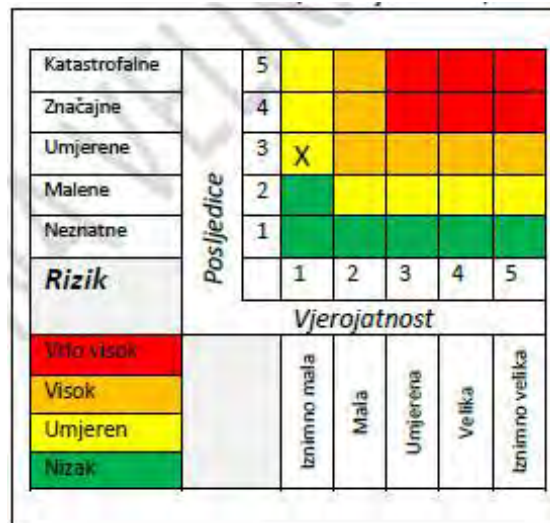 Katastrofalne 5
Značajne 4
Umjerene 3 X
Malene 2
Neznatne 1
Posljedice
Rizik 1 2 3 4 5
Vjerojatnost
Vrlo visok
Visok
Umjeren
Nizak
Iznimno mala
Mala
Umjerena
Velika
Iznimno velika